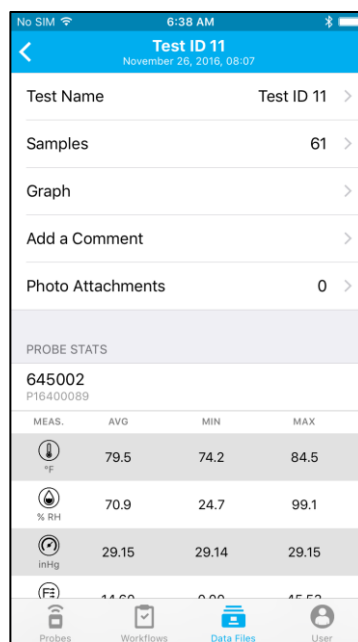 No SIM 6:38 AM
Test ID 11
November 26, 2016, 08:07
Test Name Test ID 11
Samples 61
Graph
Add a Comment
Photo Attachments 0
PROBE STATS
645002
P16400089
MEAS. AVG MIN MAX
°F 79.5 74.2 84.5
% RH 70.9 24.7 99.1
inHg 29.15 29.14 29.15
Probes Workflows Data Files User